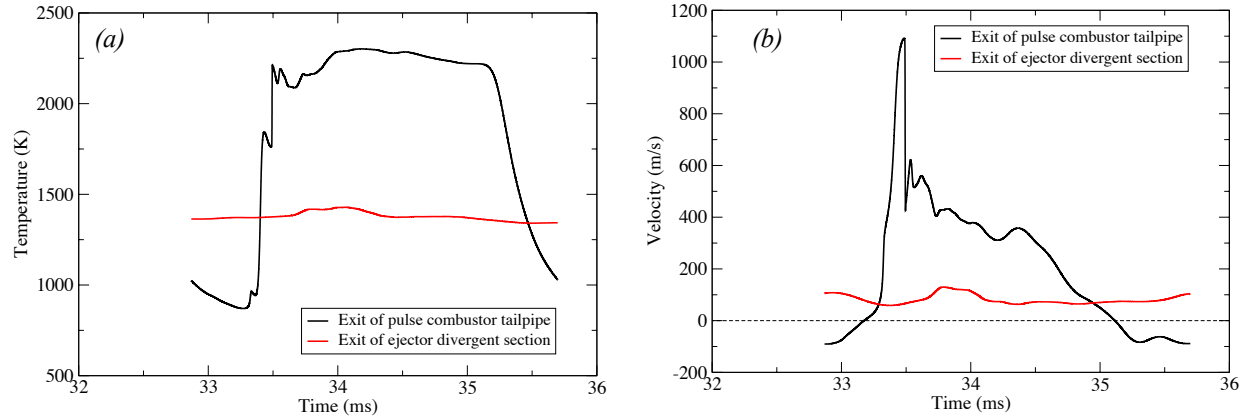 (a)
Temperature (K)
2500
2000
1500
1000
500
32
33
34
35
36
Time (ms)
Exit of pulse combustor tailpipe
Exit of ejector divergent section
(b)
Velocity (m/s)
1200
1000
800
600
400
200
0
-200
32
33
34
35
36
Time (ms)
Exit of pulse combustor tailpipe
Exit of ejector divergent section